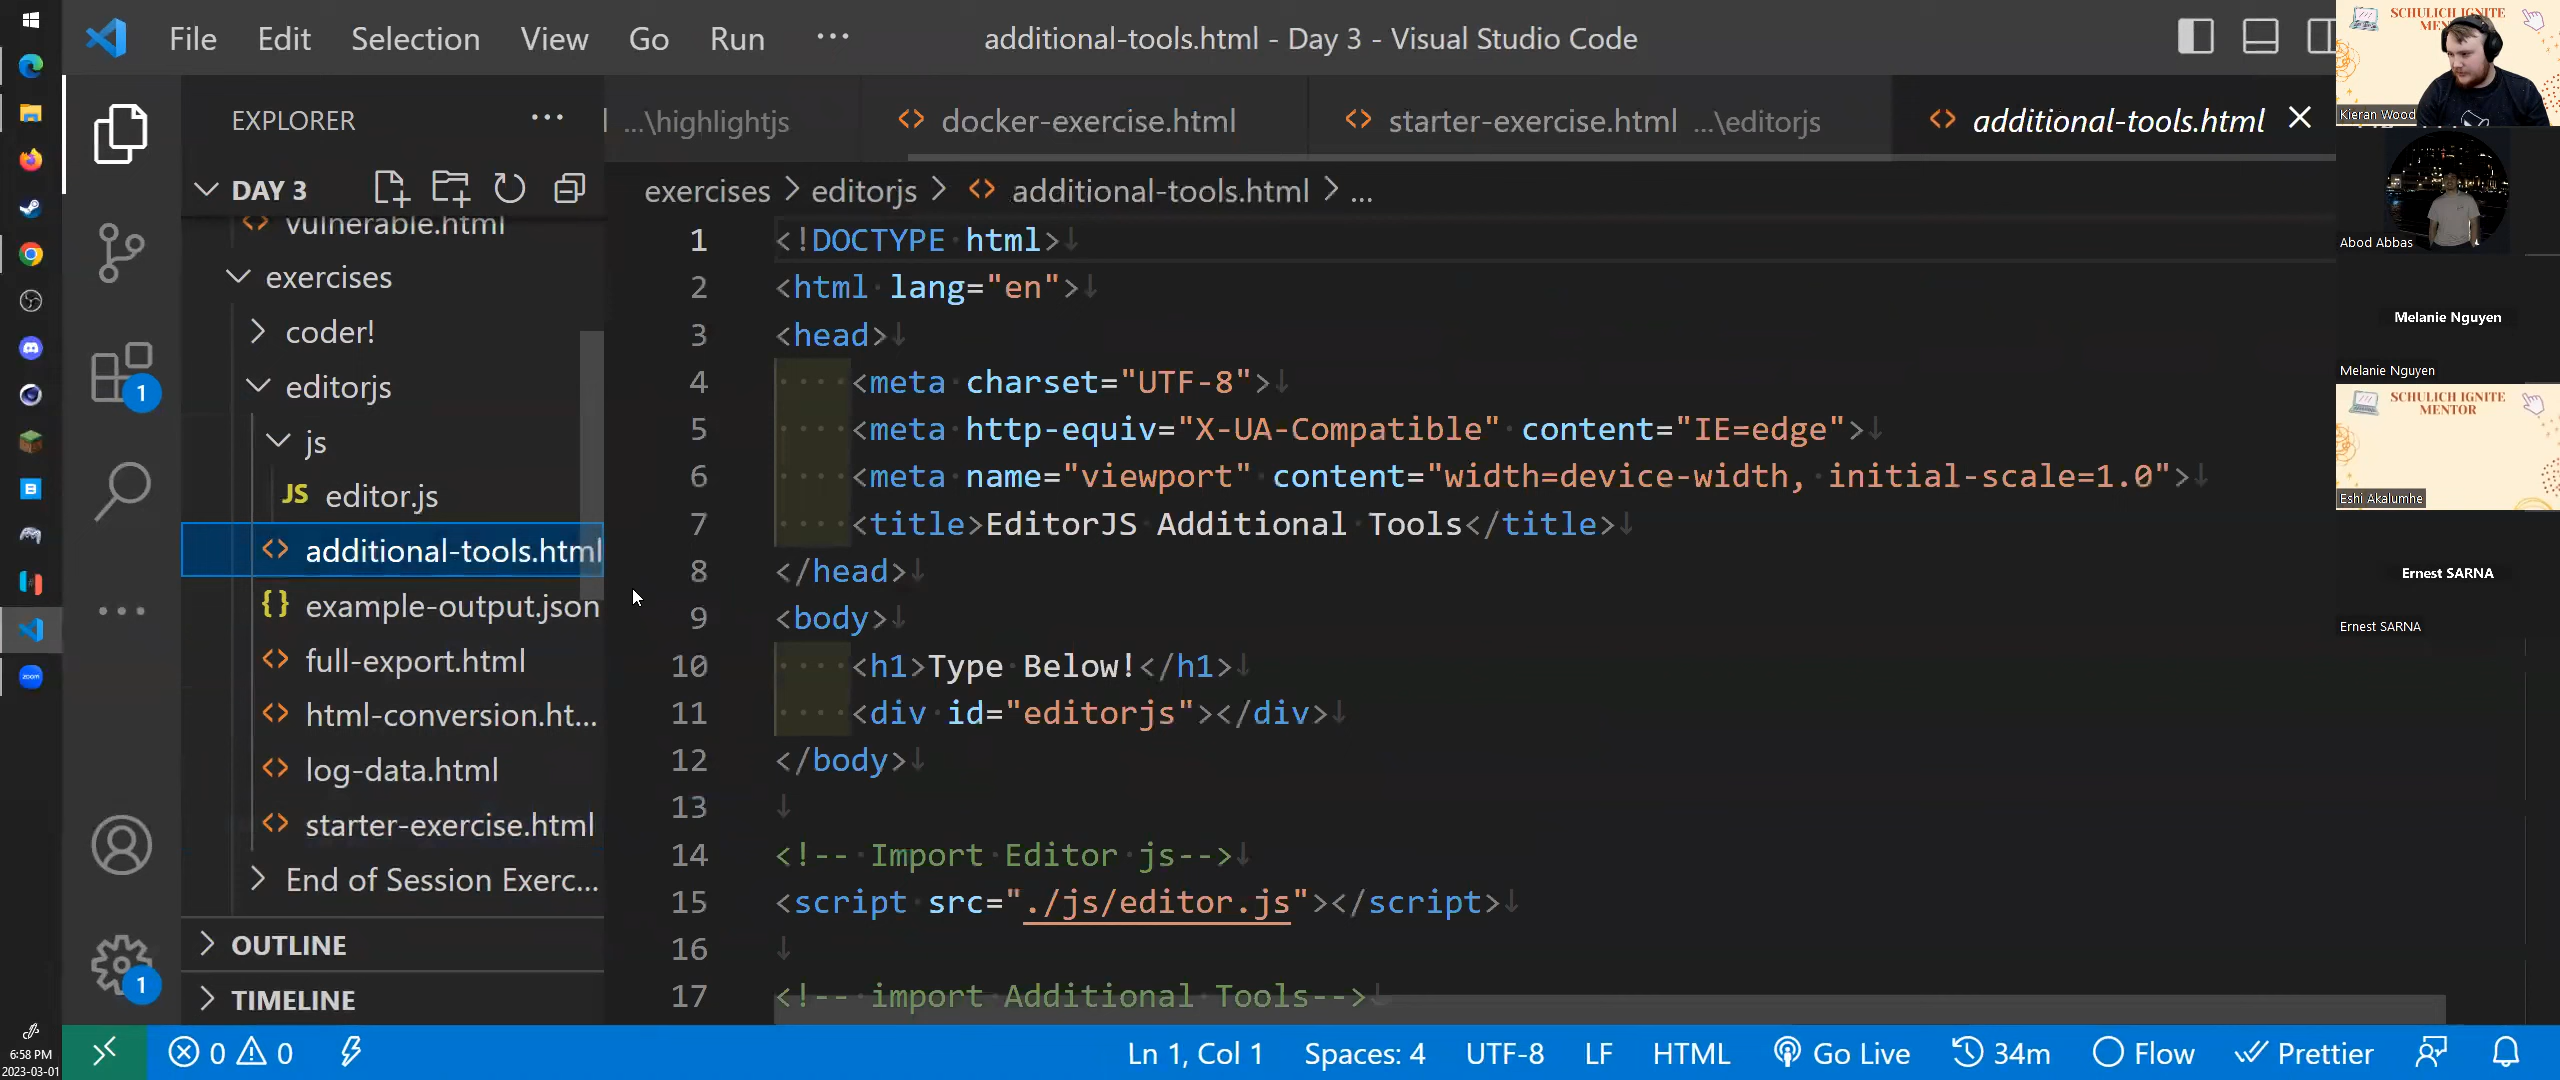 File Edit Selection View Go Run ···
additional-tools.html - Day 3 - Visual Studio Code
EXPLORER ···
DAY 3
vulnerable.html
exercises
coder!
editorjs
js
JS editor.js
<> additional-tools.html
{} example-output.json
<> full-export.html
<> html-conversion.ht...
<> log-data.html
<> starter-exercise.html
End of Session Exerc...
OUTLINE
TIMELINE
...\highlightjs
<> docker-exercise.html
<> starter-exercise.html ...\editorjs
<> additional-tools.html
exercises > editorjs > <> additional-tools.html > ...
1 <!DOCTYPE html>
2 <html lang="en">
3 <head>
4 <meta charset="UTF-8">
5 <meta http-equiv="X-UA-Compatible" content="IE=edge">
6 <meta name="viewport" content="width=device-width, initial-scale=1.0">
7 <title>EditorJS Additional Tools</title>
8 </head>
9 <body>
10 <h1>Type Below!</h1>
11 <div id="editorjs"></div>
12 </body>
13
14 <!-- Import Editor js-->
15 <script src="./js/editor.js"></script>
16
17 <!-- import Additional Tools-->
1
1
zoom
6:58 PM
2023-03-01
0 0
Ln 1, Col 1 Spaces: 4 UTF-8 LF HTML Go Live 34m Flow Prettier
SCHULICH IGNITE
Kieran Wood
Abod Abbas
Melanie Nguyen
Melanie Nguyen
SCHULICH IGNITE
MENTOR
Eshi Akalumhe
Ernest SARNA
Ernest SARNA